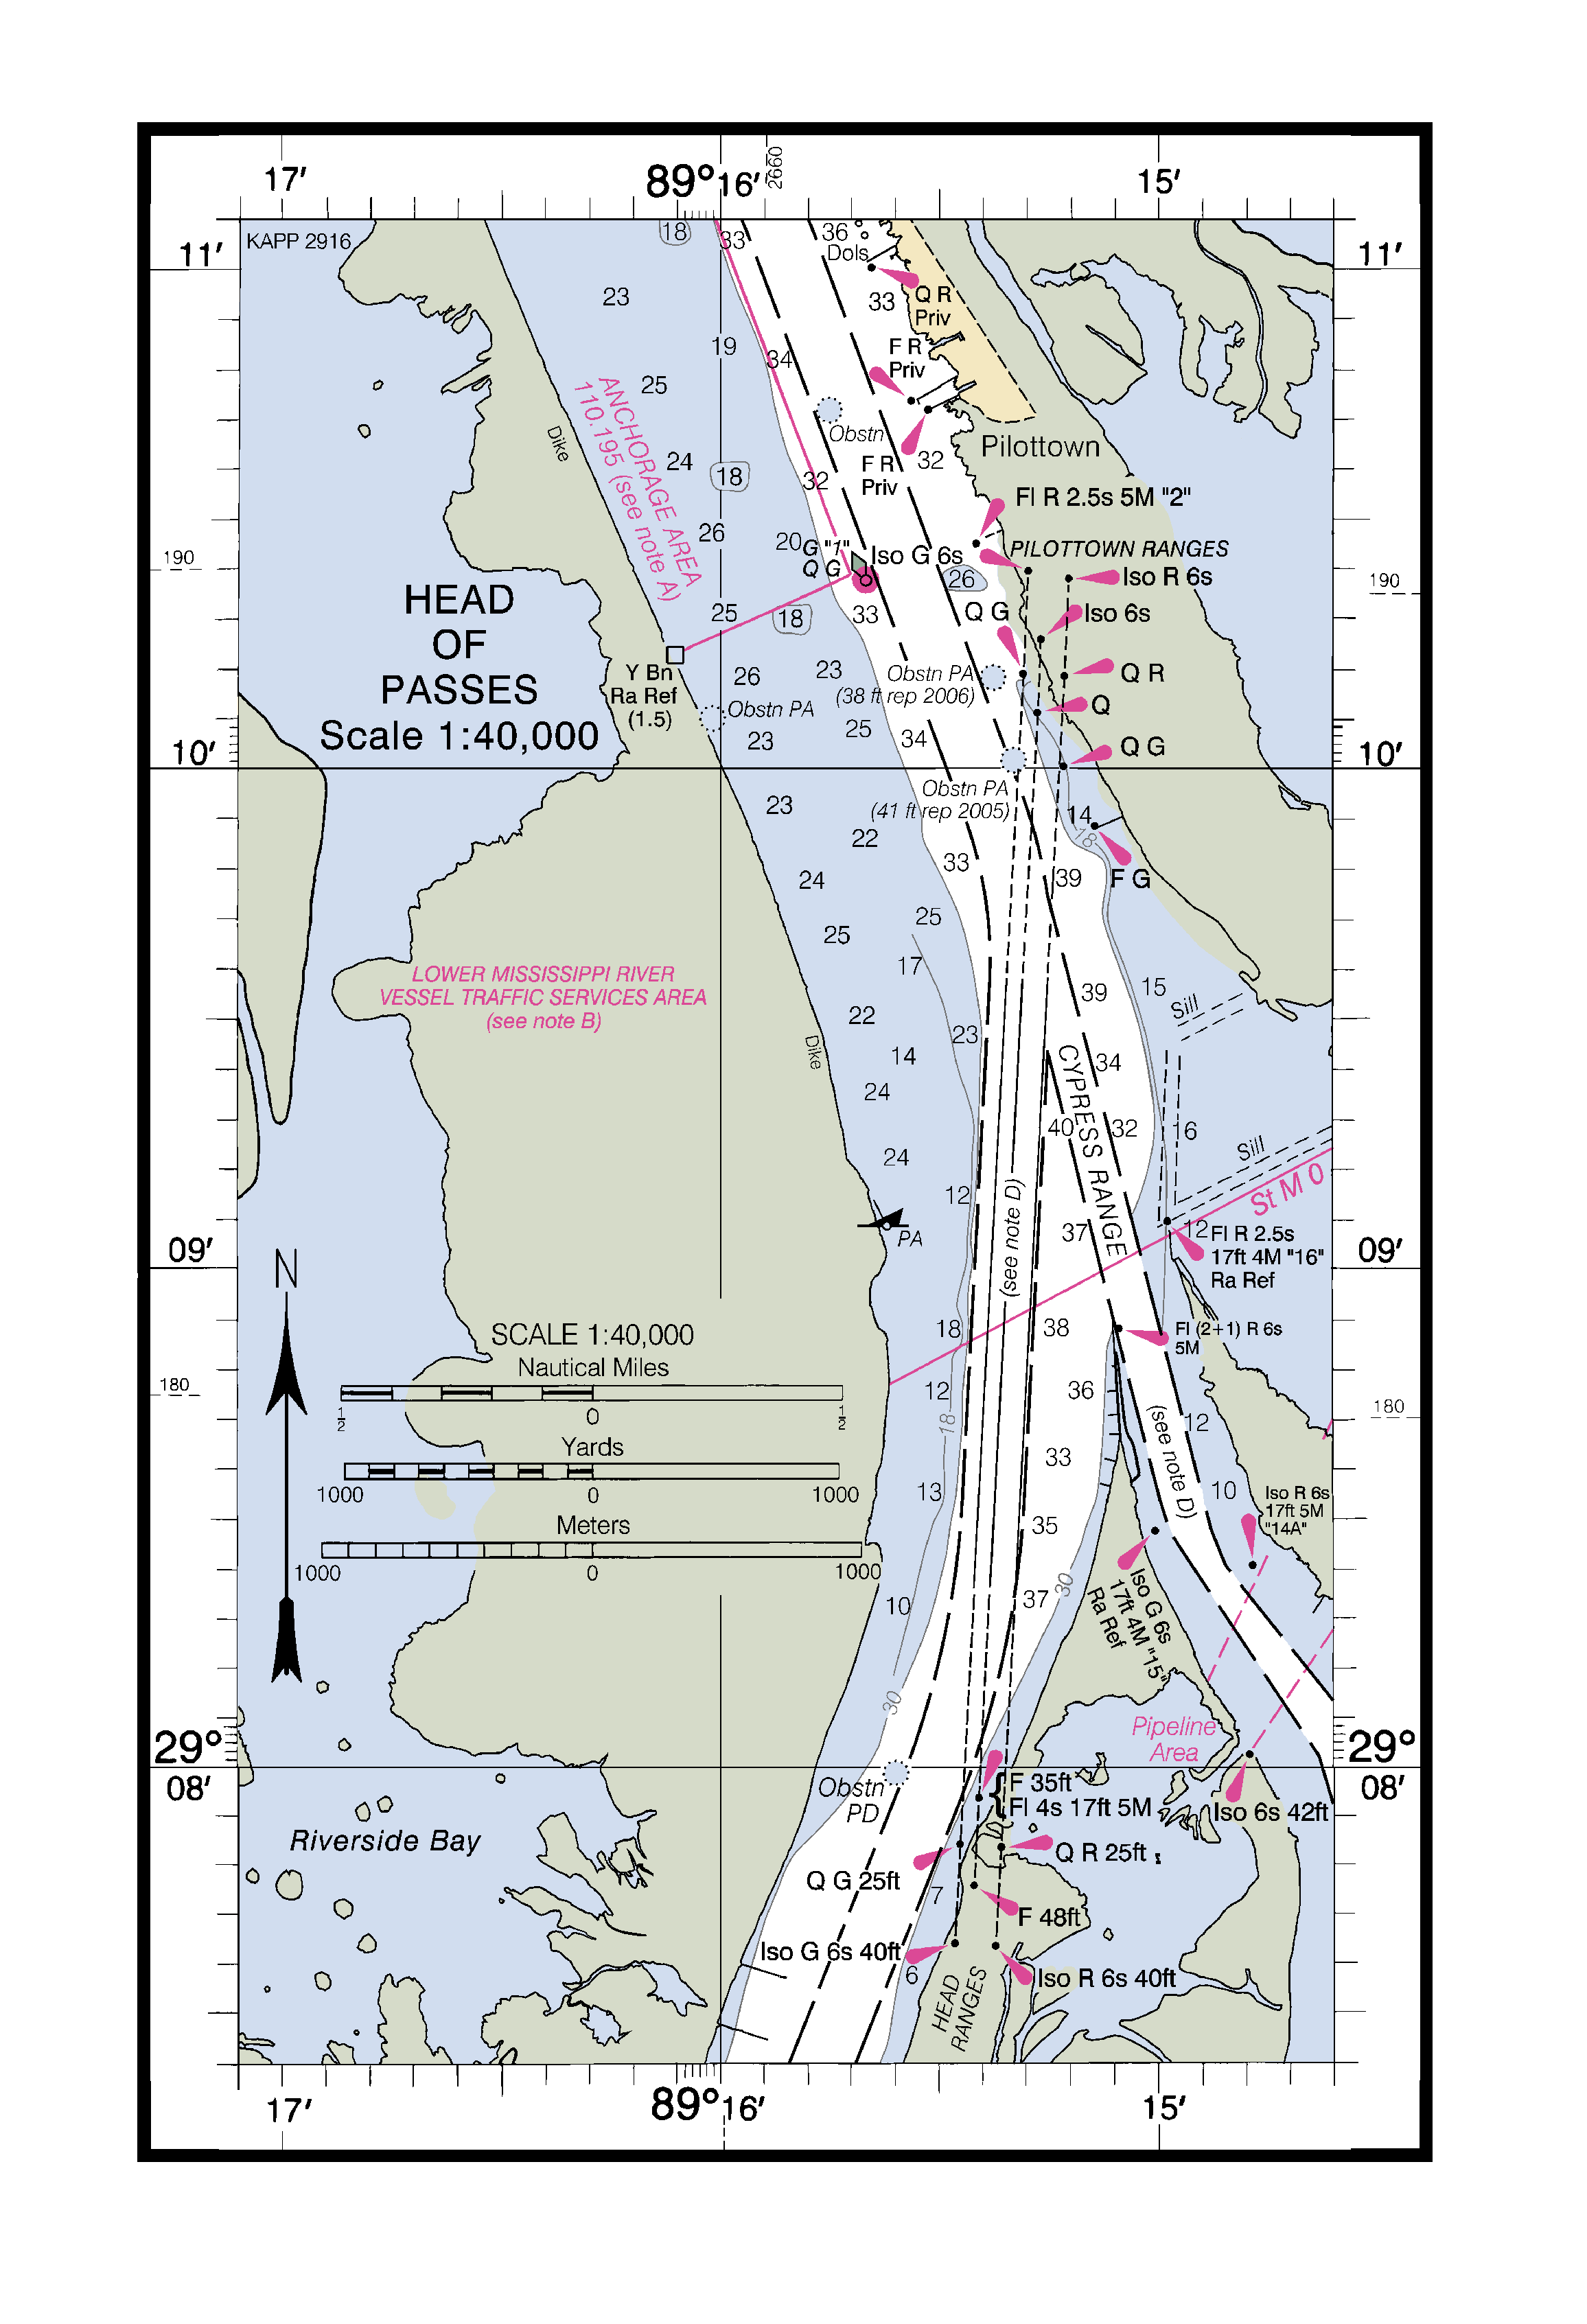 17′
89°16′
2660
15′
11′
KAPP 2916
18
33
36
Dols
11′
23
33
Q R
Priv
19
34
F R
Priv
25
ANCHORAGE AREA
110.195 (see note A)
Dike
Obstn
Pilottown
24
18
32
F R
Priv
32
Fl R 2.5s 5M "2"
26
20
G "1"
Q G
Iso G 6s
PILOTTOWN RANGES
190
26
Iso R 6s
190
HEAD
OF
PASSES
Scale 1:40,000
25
18
33
Q G
Iso 6s
Y Bn
Ra Ref
(1.5)
26
23
Obstn PA
(38 ft rep 2006)
Q R
Obstn PA
25
Q
23
34
Q G
10′
10′
Obstn PA
(41 ft rep 2005)
23
14
18
22
33
39
F G
24
25
25
17
LOWER MISSISSIPPI RIVER
VESSEL TRAFFIC SERVICES AREA
(see note B)
39
15
Sill
22
23
Dike
14
34
CYPRESS RANGE
24
40
32
16
24
Sill
12
St M 0
PA
(see note D)
37
12
Fl R 2.5s
17ft 4M "16"
Ra Ref
09′
09′
N
SCALE 1:40,000
Nautical Miles
18
38
Fl (2+1) R 6s
5M
180
12
36
180
1/2
0
1/2
18
12
(see note D)
Yards
33
1000
0
1000
13
10
Iso R 6s
17ft 5M
"14A"
Meters
35
1000
0
1000
10
37
30
Iso G 6s
17ft 4M "15"
Ra Ref
30
Pipeline
Area
29°
08′
29°
08′
Obstn
PD
F 35ft
Fl 4s 17ft 5M
Iso 6s 42ft
Riverside Bay
Q R 25ft
Q G 25ft
7
F 48ft
Iso G 6s 40ft
6
Iso R 6s 40ft
HEAD
RANGES
17′
89°16′
15′